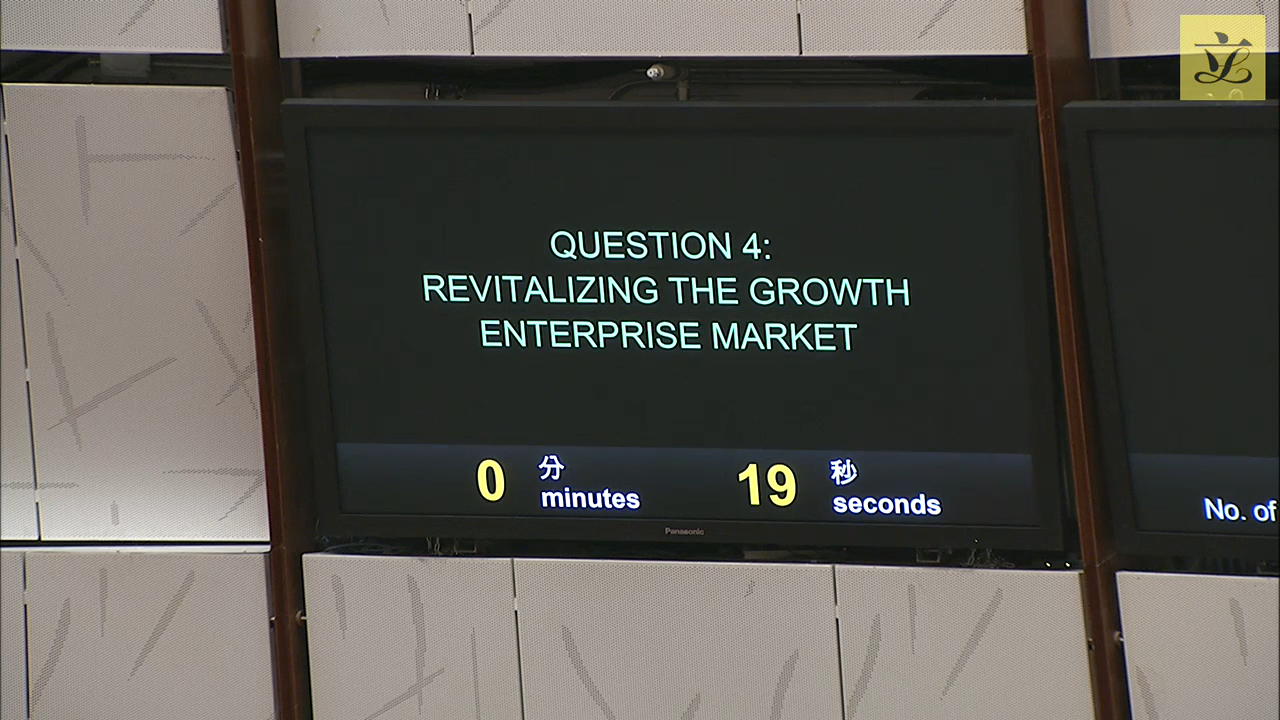 立
QUESTION 4:
REVITALIZING THE GROWTH
ENTERPRISE MARKET
0 分 minutes 19 秒 seconds
Panasonic
No. of